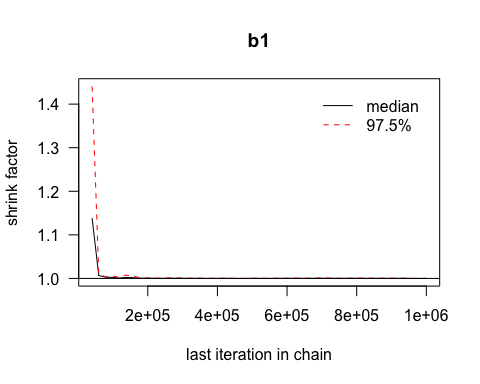 b1
median
97.5%
shrink factor
1.4
1.3
1.2
1.1
1.0
2e+05 4e+05 6e+05 8e+05 1e+06
last iteration in chain